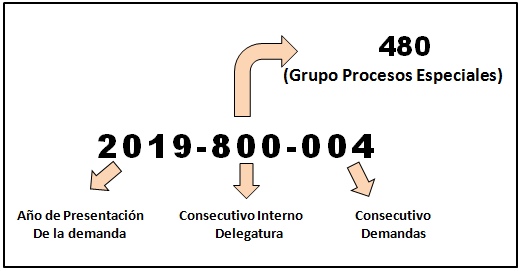 480
(Grupo Procesos Especiales)
2019-800-004
Año de Presentación
De la demanda
Consecutivo Interno
Delegatura
Consecutivo
Demandas